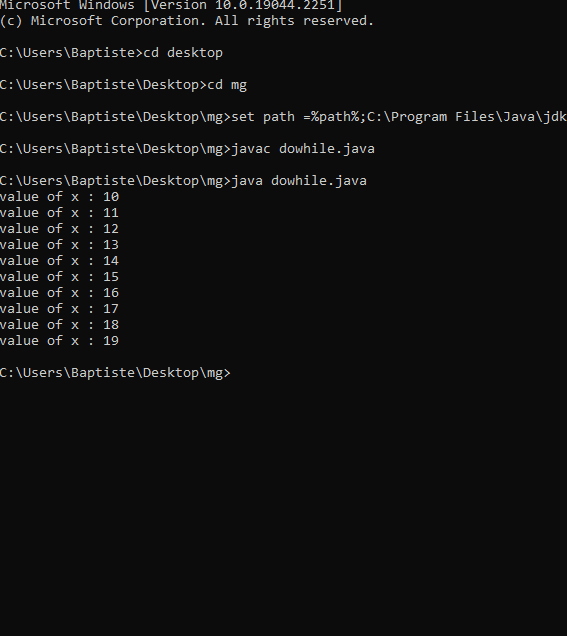 Microsoft Windows [Version 10.0.19044.2251]
(c) Microsoft Corporation. All rights reserved.
C:\Users\Baptiste>cd desktop
C:\Users\Baptiste\Desktop>cd mg
C:\Users\Baptiste\Desktop\mg>set path =%path%;C:\Program Files\Java\jdk
C:\Users\Baptiste\Desktop\mg>javac dowhile.java
C:\Users\Baptiste\Desktop\mg>java dowhile.java
value of x : 10
value of x : 11
value of x : 12
value of x : 13
value of x : 14
value of x : 15
value of x : 16
value of x : 17
value of x : 18
value of x : 19
C:\Users\Baptiste\Desktop\mg>